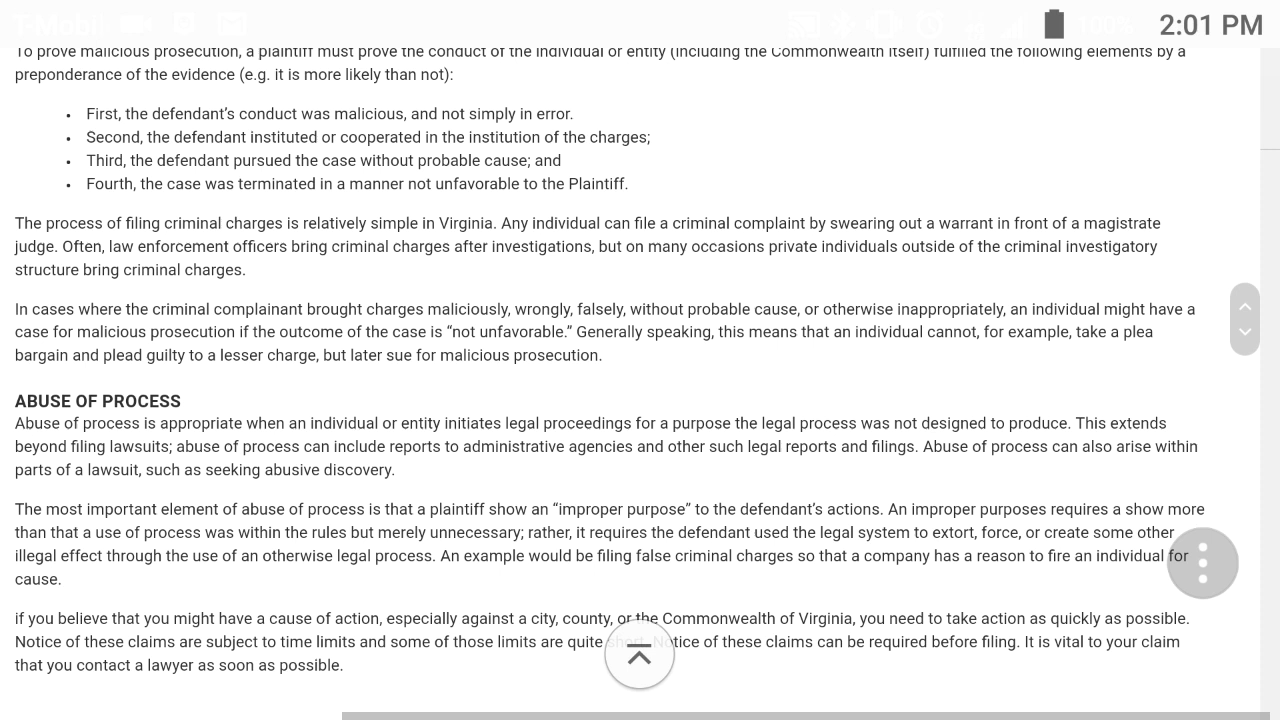 T-Mobil 100% 2:01 PM
To prove malicious prosecution, a plaintiff must prove the conduct of the individual or entity (including the Commonwealth itself) fulfilled the following elements by a
preponderance of the evidence (e.g. it is more likely than not):
• First, the defendant’s conduct was malicious, and not simply in error.
• Second, the defendant instituted or cooperated in the institution of the charges;
• Third, the defendant pursued the case without probable cause; and
• Fourth, the case was terminated in a manner not unfavorable to the Plaintiff.
The process of filing criminal charges is relatively simple in Virginia. Any individual can file a criminal complaint by swearing out a warrant in front of a magistrate
judge. Often, law enforcement officers bring criminal charges after investigations, but on many occasions private individuals outside of the criminal investigatory
structure bring criminal charges.
In cases where the criminal complainant brought charges maliciously, wrongly, falsely, without probable cause, or otherwise inappropriately, an individual might have a
case for malicious prosecution if the outcome of the case is “not unfavorable.” Generally speaking, this means that an individual cannot, for example, take a plea
bargain and plead guilty to a lesser charge, but later sue for malicious prosecution.
ABUSE OF PROCESS
Abuse of process is appropriate when an individual or entity initiates legal proceedings for a purpose the legal process was not designed to produce. This extends
beyond filing lawsuits; abuse of process can include reports to administrative agencies and other such legal reports and filings. Abuse of process can also arise within
parts of a lawsuit, such as seeking abusive discovery.
The most important element of abuse of process is that a plaintiff show an “improper purpose” to the defendant’s actions. An improper purposes requires a show more
than that a use of process was within the rules but merely unnecessary; rather, it requires the defendant used the legal system to extort, force, or create some other
illegal effect through the use of an otherwise legal process. An example would be filing false criminal charges so that a company has a reason to fire an individual for
cause.
if you believe that you might have a cause of action, especially against a city, county, or the Commonwealth of Virginia, you need to take action as quickly as possible.
Notice of these claims are subject to time limits and some of those limits are quite short. Notice of these claims can be required before filing. It is vital to your claim
that you contact a lawyer as soon as possible.